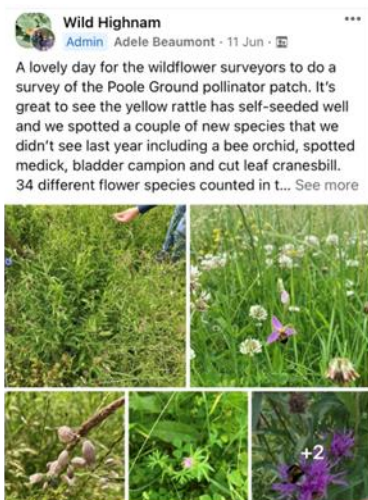 Wild Highnam
Admin Adele Beaumont · 11 Jun ·
A lovely day for the wildflower surveyors to do a
survey of the Poole Ground pollinator patch. It's
great to see the yellow rattle has self-seeded well
and we spotted a couple of new species that we
didn't see last year including a bee orchid, spotted
medick, bladder campion and cut leaf cranesbill.
34 different flower species counted in t... See more
+2